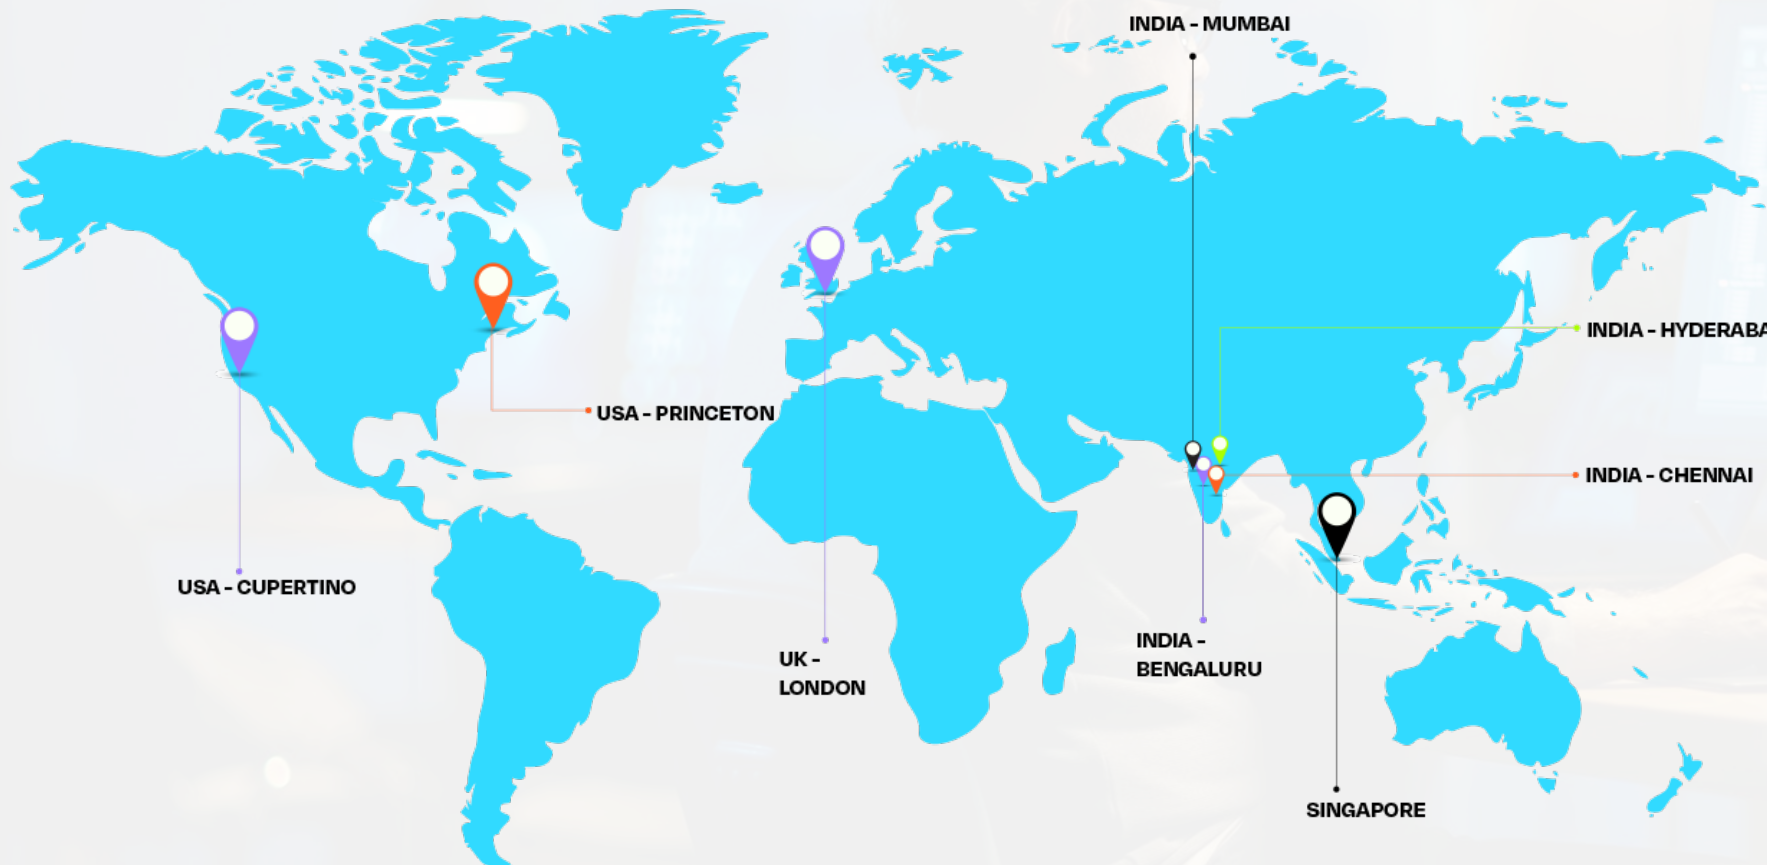 INDIA - MUMBAI
INDIA - HYDERABA
USA - PRINCETON
INDIA - CHENNAI
USA - CUPERTINO
INDIA -
BENGALURU
UK -
LONDON
SINGAPORE